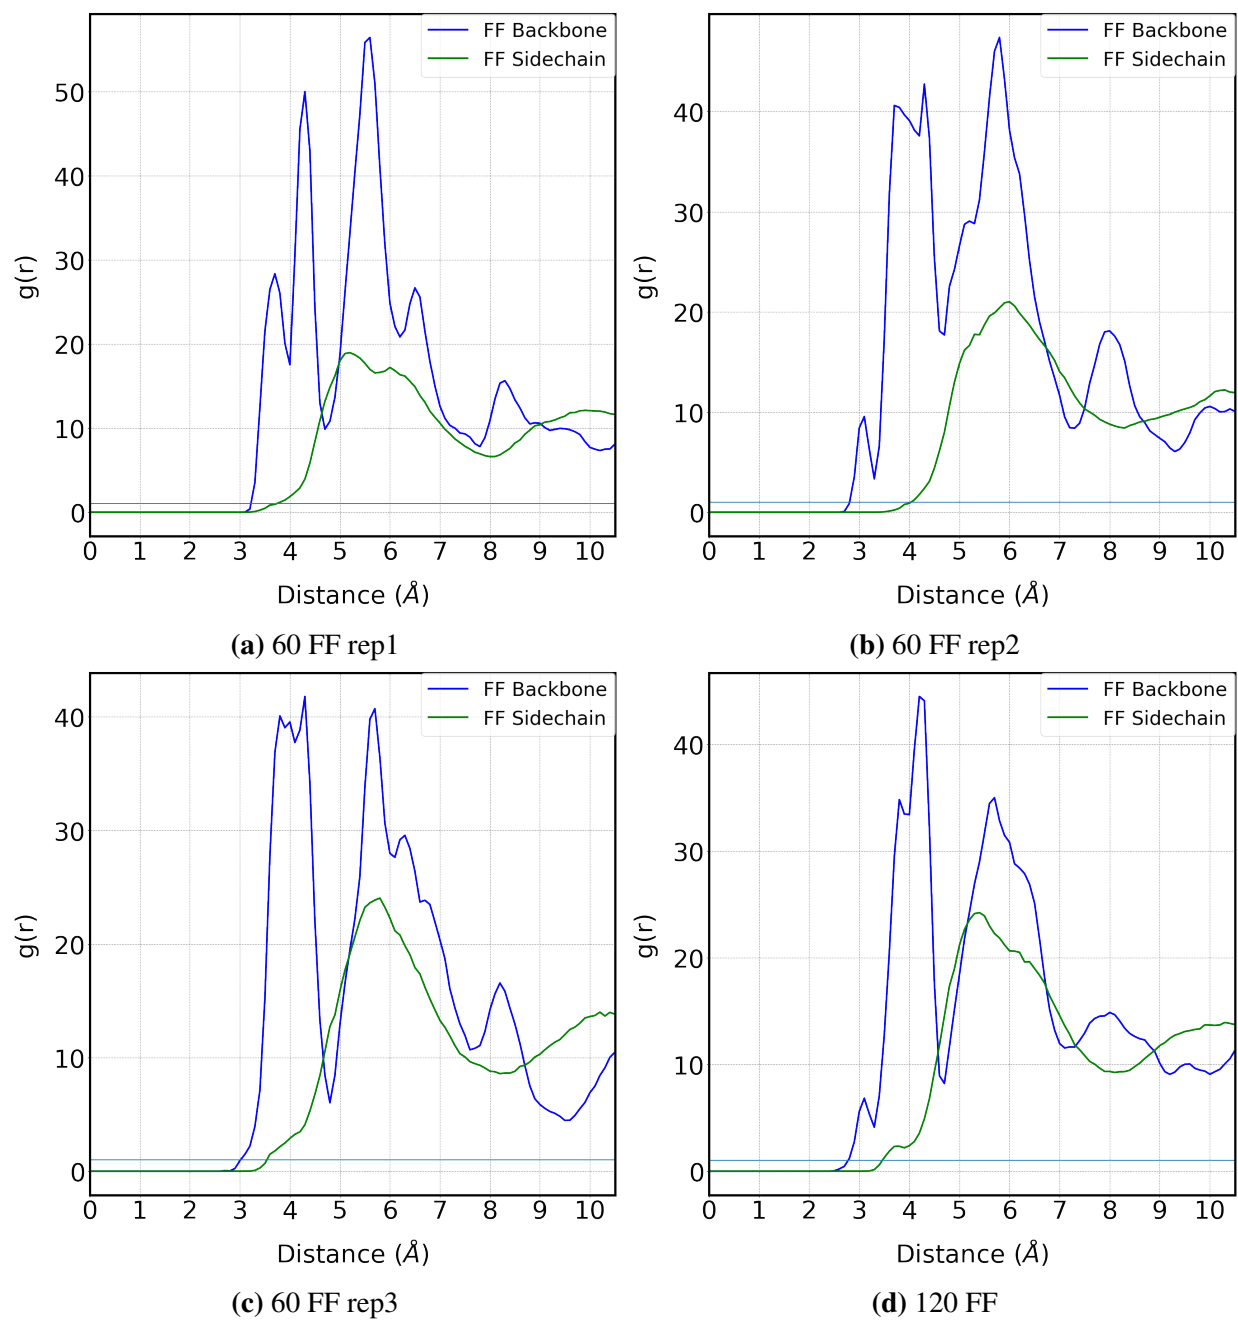 FF Backbone
FF Sidechain
50
40
30
20
10
0
g(r)
0 1 2 3 4 5 6 7 8 9 10
Distance (Å)
(a) 60 FF rep1
FF Backbone
FF Sidechain
40
30
20
10
0
g(r)
0 1 2 3 4 5 6 7 8 9 10
Distance (Å)
(b) 60 FF rep2
FF Backbone
FF Sidechain
40
30
20
10
0
g(r)
0 1 2 3 4 5 6 7 8 9 10
Distance (Å)
(c) 60 FF rep3
FF Backbone
FF Sidechain
40
30
20
10
0
g(r)
0 1 2 3 4 5 6 7 8 9 10
Distance (Å)
(d) 120 FF